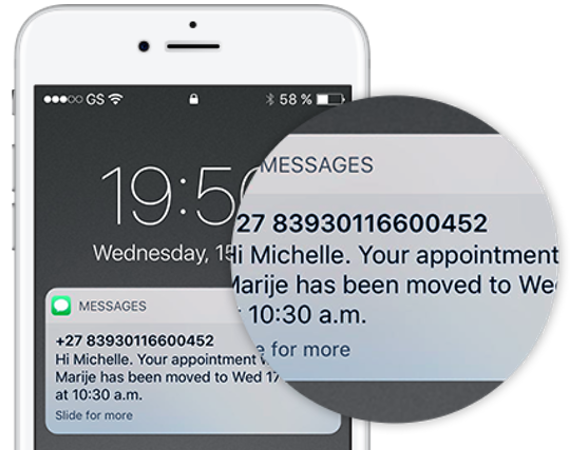 GS 58 %
19:5
Wednesday, 1
MESSAGES
+27 83930116600452
Hi Michelle. Your appointment
Marije has been moved to Wed 17
at 10:30 a.m.
Slide for more
MESSAGES
27 83930116600452
Hi Michelle. Your appointment
Marije has been moved to We
10:30 a.m.
for more